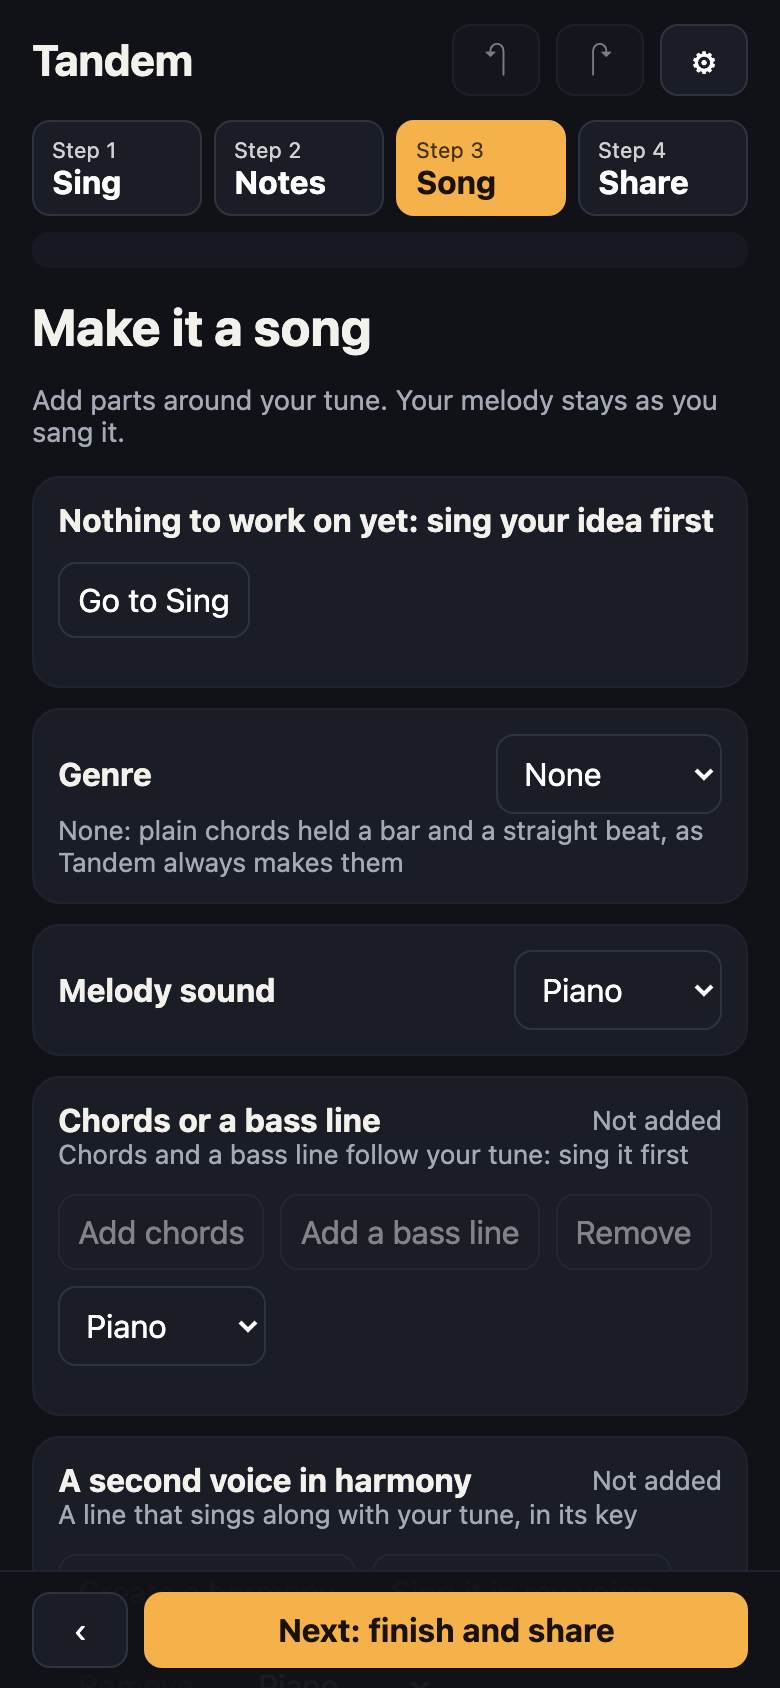 Tandem
Step 1
Sing
Step 2
Notes
Step 3
Song
Step 4
Share
Make it a song
Add parts around your tune. Your melody stays as you
sang it.
Nothing to work on yet: sing your idea first
Go to Sing
Genre
None
None: plain chords held a bar and a straight beat, as
Tandem always makes them
Melody sound
Piano
Chords or a bass line
Not added
Chords and a bass line follow your tune: sing it first
Add chords
Add a bass line
Remove
Piano
A second voice in harmony
Not added
A line that sings along with your tune, in its key
‹
Next: finish and share
Remove
Piano